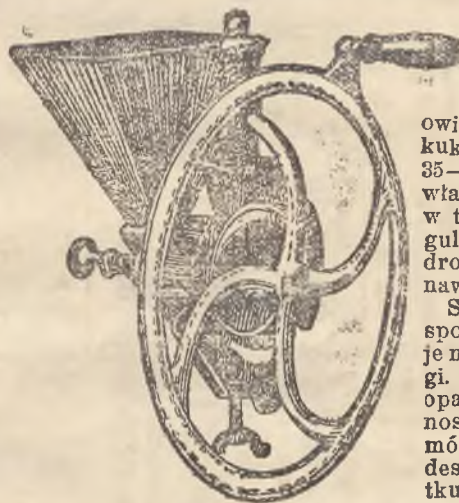 owi
kuk
35—
wła
w t
gul
dro
naw
S
spo
je n
gi.
opa
nos
mó
des
tku